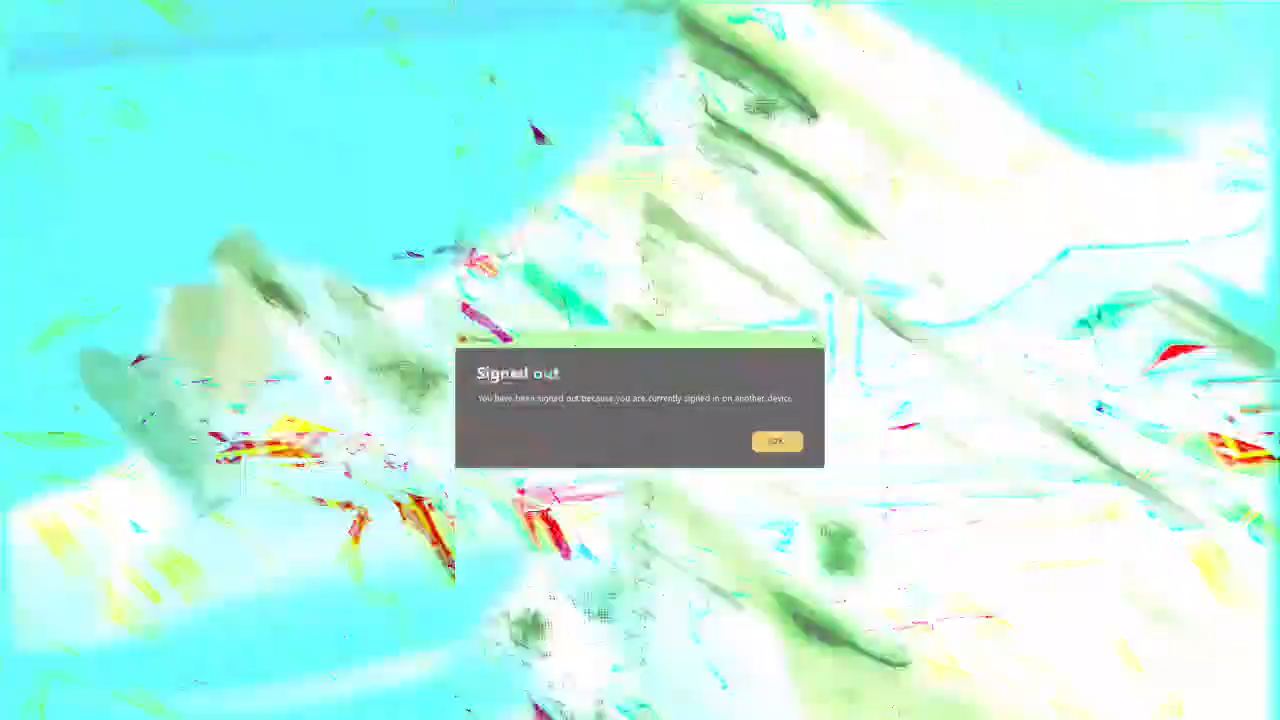 Signed out
You have been signed out because you are currently signed in on another device.
OK